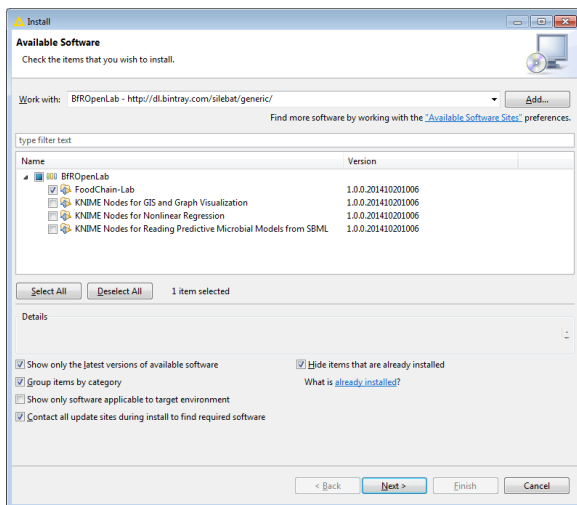 Install
Available Software
Check the items that you wish to install.
Work with: BfROpenLab - http://dl.bintray.com/silebat/generic/ Add...
Find more software by working with the "Available Software Sites" preferences.
type filter text
Name Version
BfROpenLab
FoodChain-Lab 1.0.0.201410201006
KNIME Nodes for GIS and Graph Visualization 1.0.0.201410201006
KNIME Nodes for Nonlinear Regression 1.0.0.201410201006
KNIME Nodes for Reading Predictive Microbial Models from SBML 1.0.0.201410201006
Select All Deselect All 1 item selected
Details
Show only the latest versions of available software Hide items that are already installed
Group items by category What is already installed?
Show only software applicable to target environment
Contact all update sites during install to find required software
< Back Next > Finish Cancel